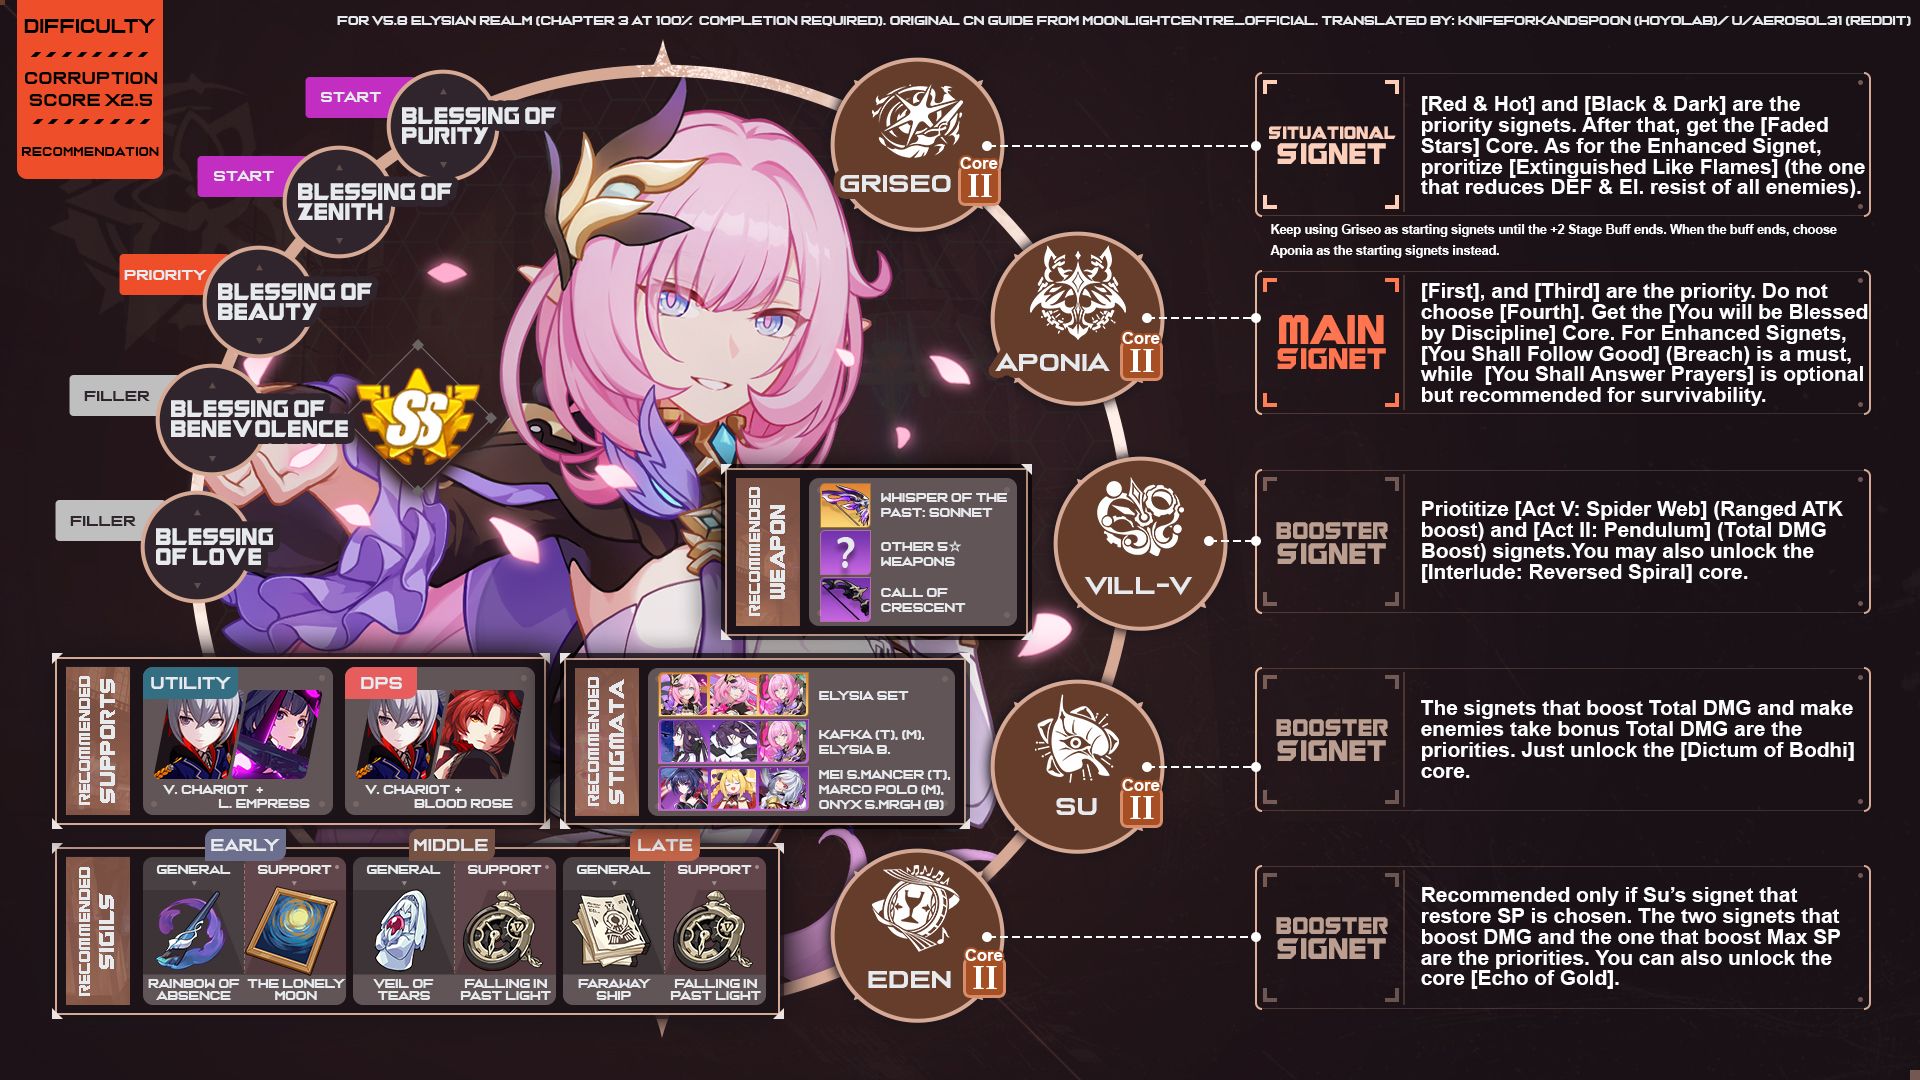 DIFFICULTY
CORRUPTION
SCORE X2.5
RECOMMENDATION
FOR V5.8 ELYSIAN REALM (CHAPTER 3 AT 100% COMPLETION REQUIRED). ORIGINAL CN GUIDE FROM MOONLIGHTCENTRE_OFFICIAL. TRANSLATED BY: KNIFEFORKANDSPOON (HOYOLAB)/ U/AEROSOL31 (REDDIT)
START
BLESSING OF
PURITY
START
BLESSING OF
ZENITH
PRIORITY
BLESSING OF
BEAUTY
FILLER
BLESSING OF
BENEVOLENCE
FILLER
BLESSING
OF LOVE
SS
GRISEO
Core
II
SITUATIONAL
SIGNET
[Red & Hot] and [Black & Dark] are the
priority signets. After that, get the [Faded
Stars] Core. As for the Enhanced Signet,
proritize [Extinguished Like Flames] (the one
that reduces DEF & El. resist of all enemies).
Keep using Griseo as starting signets until the +2 Stage Buff ends. When the buff ends, choose
Aponia as the starting signets instead.
APONIA
Core
II
MAIN
SIGNET
[First], and [Third] are the priority. Do not
choose [Fourth]. Get the [You will be Blessed
by Discipline] Core. For Enhanced Signets,
[You Shall Follow Good] (Breach) is a must,
while [You Shall Answer Prayers] is optional
but recommended for survivability.
VILL-V
BOOSTER
SIGNET
Priotitize [Act V: Spider Web] (Ranged ATK
boost) and [Act II: Pendulum] (Total DMG
Boost) signets.You may also unlock the
[Interlude: Reversed Spiral] core.
SU
Core
II
BOOSTER
SIGNET
The signets that boost Total DMG and make
enemies take bonus Total DMG are the
priorities. Just unlock the [Dictum of Bodhi]
core.
EDEN
Core
II
BOOSTER
SIGNET
Recommended only if Su's signet that
restore SP is chosen. The two signets that
boost DMG and the one that boost Max SP
are the priorities. You can also unlock the
core [Echo of Gold].
RECOMMENDED
WEAPON
WHISPER OF THE
PAST: SONNET
?
OTHER 5☆
WEAPONS
CALL OF
CRESCENT
RECOMMENDED
SUPPORTS
UTILITY
V. CHARIOT +
L. EMPRESS
DPS
V. CHARIOT +
BLOOD ROSE
RECOMMENDED
STIGMATA
ELYSIA SET
KAFKA (T), (M),
ELYSIA B.
MEI S.MANCER (T),
MARCO POLO (M),
ONYX S.MRGH (B)
RECOMMENDED
SIGILS
EARLY
GENERAL
SUPPORT
RAINBOW OF
ABSENCE
THE LONELY
MOON
MIDDLE
GENERAL
SUPPORT
VEIL OF
TEARS
FALLING IN
PAST LIGHT
LATE
GENERAL
SUPPORT
FARAWAY
SHIP
FALLING IN
PAST LIGHT